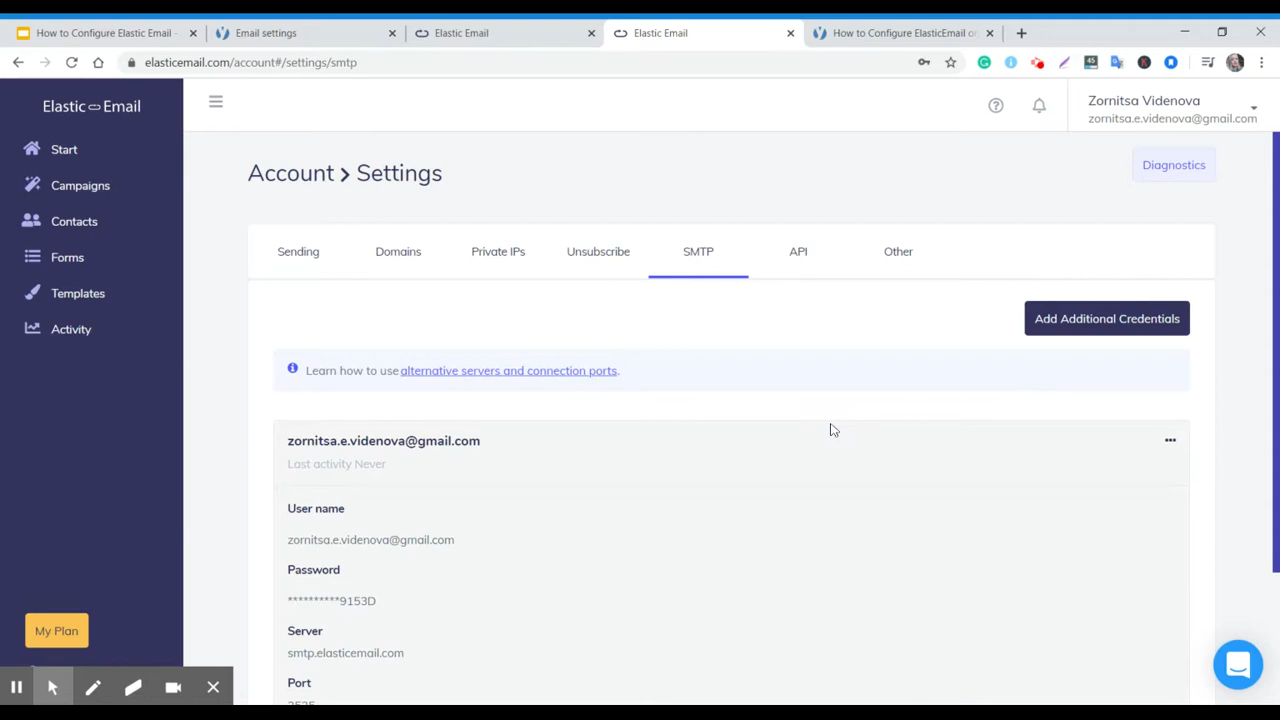 How to Configure Elastic Email -
Email settings
Elastic Email
Elastic Email
How to Configure ElasticEmail or
elasticemail.com/account#/settings/smtp
45
Elastic Email
Zornitsa Videnova
zornitsa.e.videnova@gmail.com
Start
Campaigns
Contacts
Forms
Templates
Activity
My Plan
Account > Settings
Diagnostics
Sending
Domains
Private IPs
Unsubscribe
SMTP
API
Other
Add Additional Credentials
Learn how to use alternative servers and connection ports.
zornitsa.e.videnova@gmail.com
Last activity Never
User name
zornitsa.e.videnova@gmail.com
Password
**********9153D
Server
smtp.elasticemail.com
Port